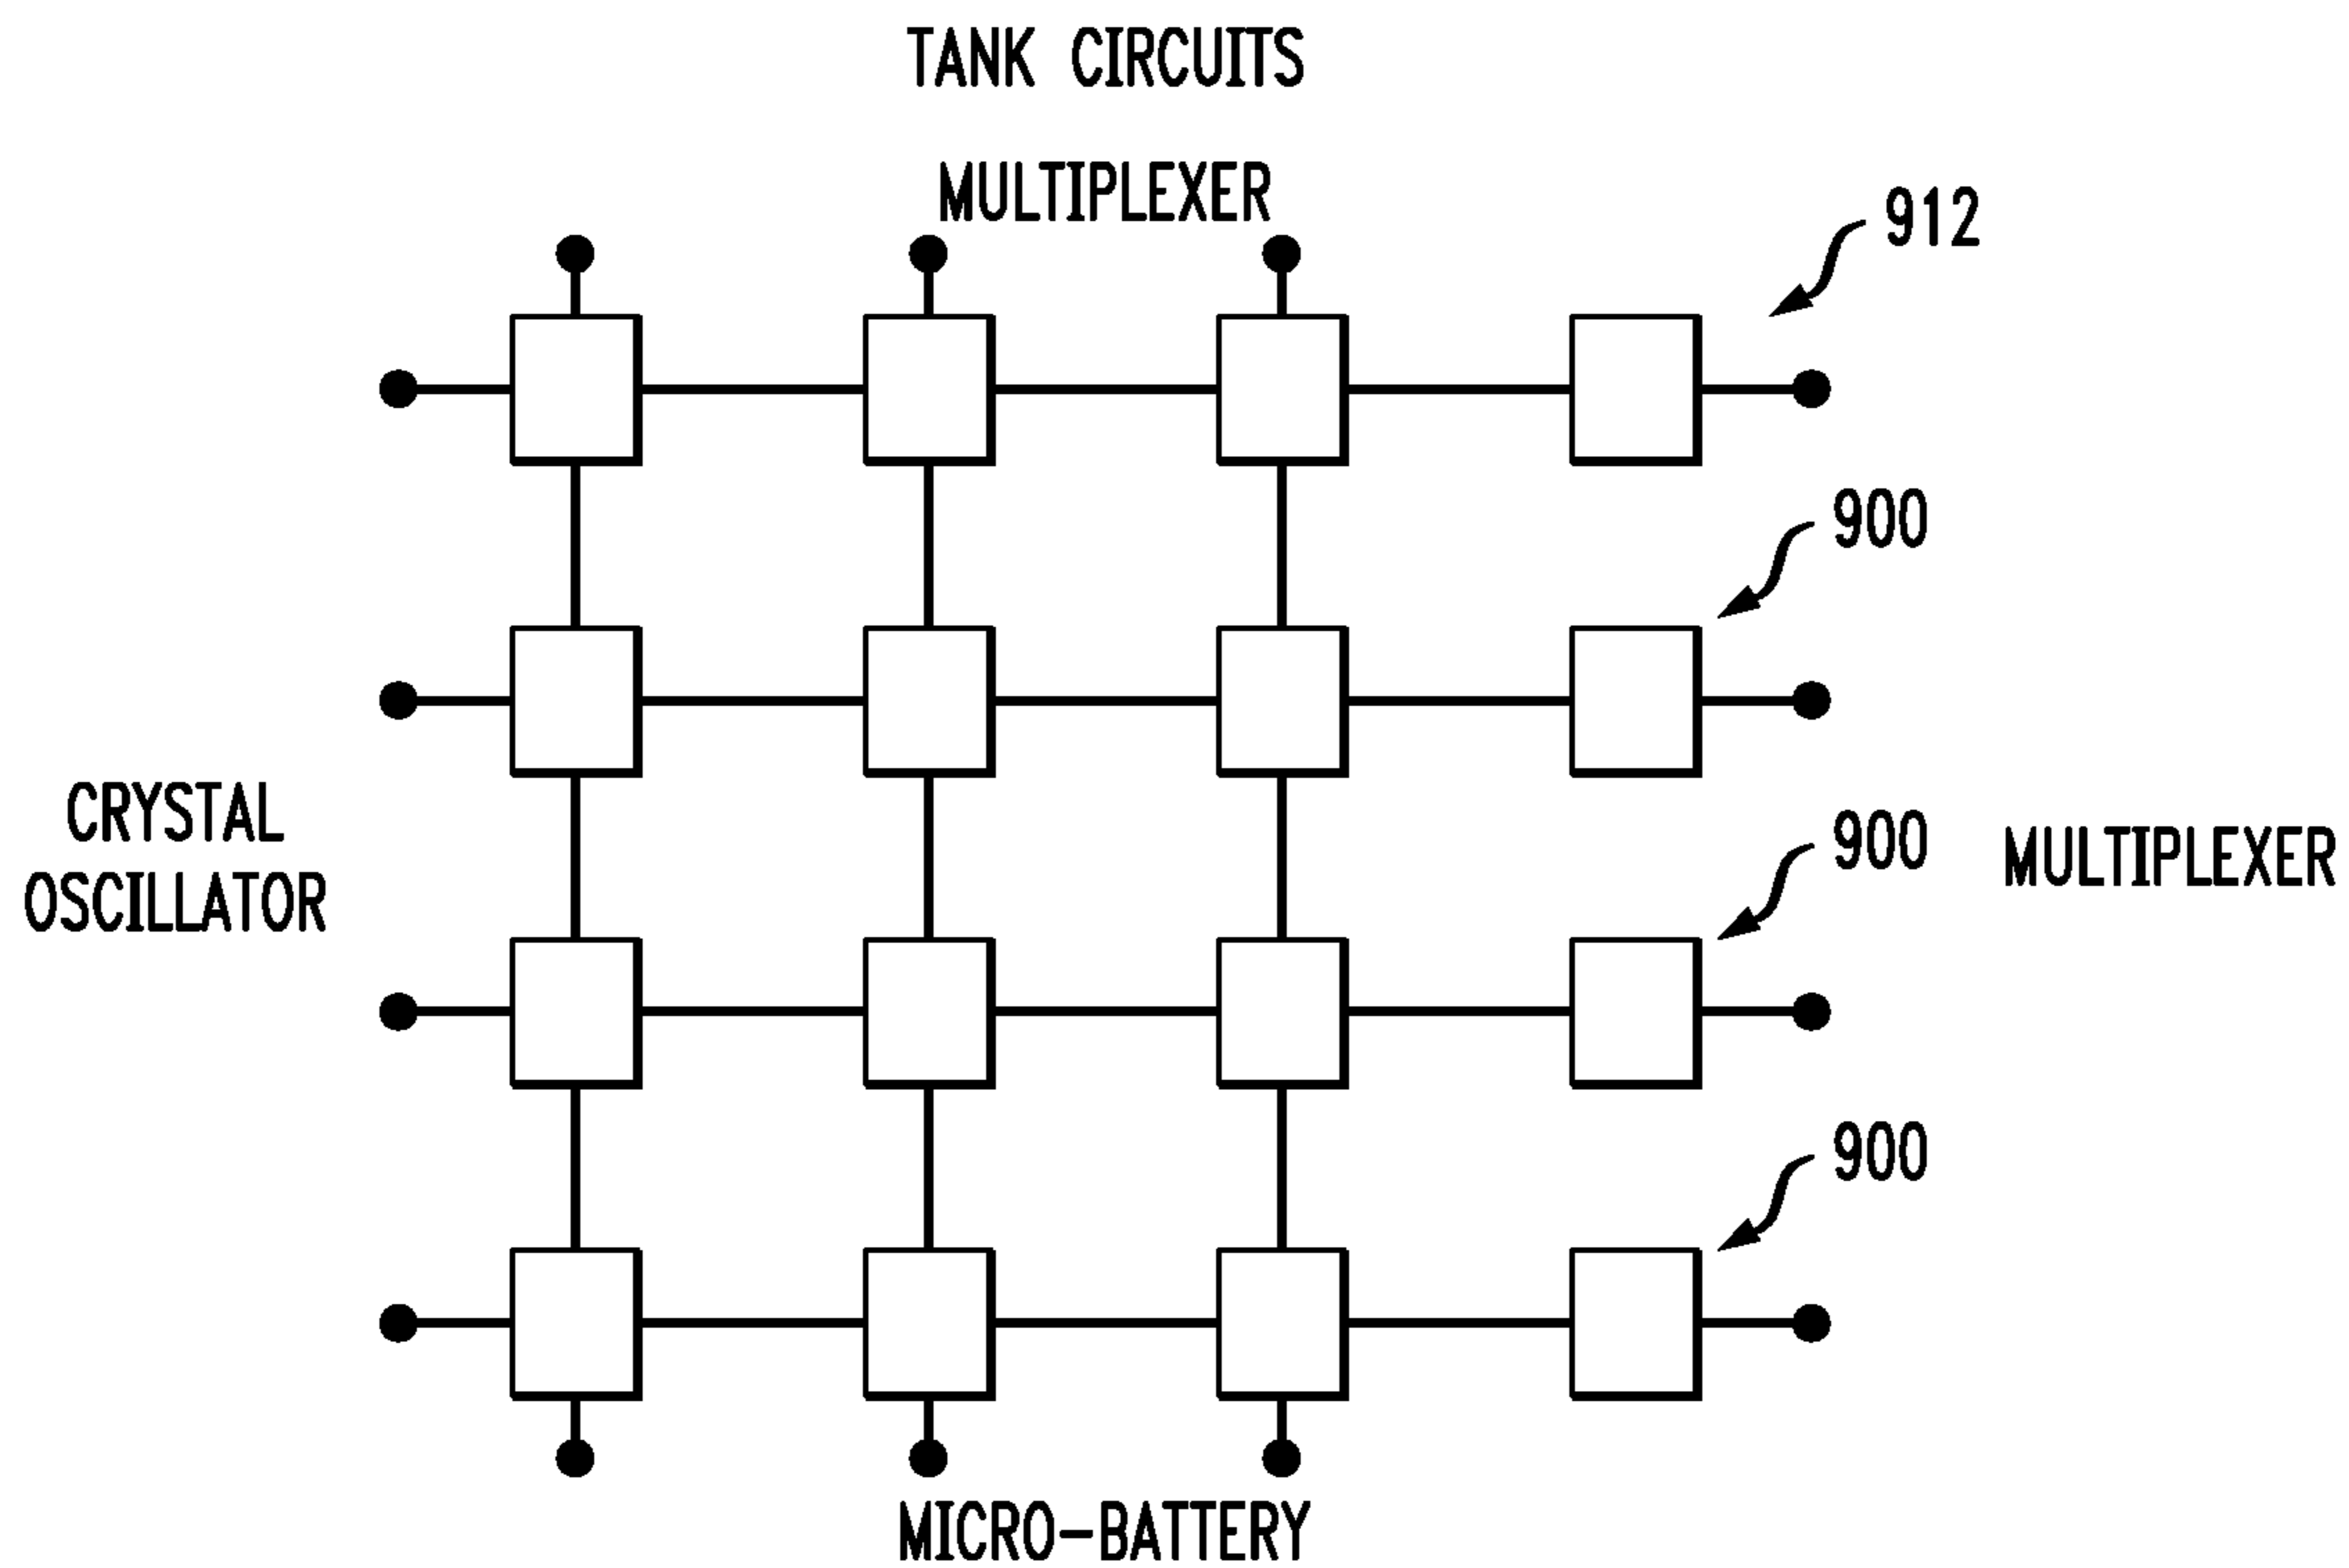 TANK CIRCUITS
MULTIPLEXER
912
900
CRYSTAL
OSCILLATOR
900
MULTIPLEXER
900
MICRO-BATTERY